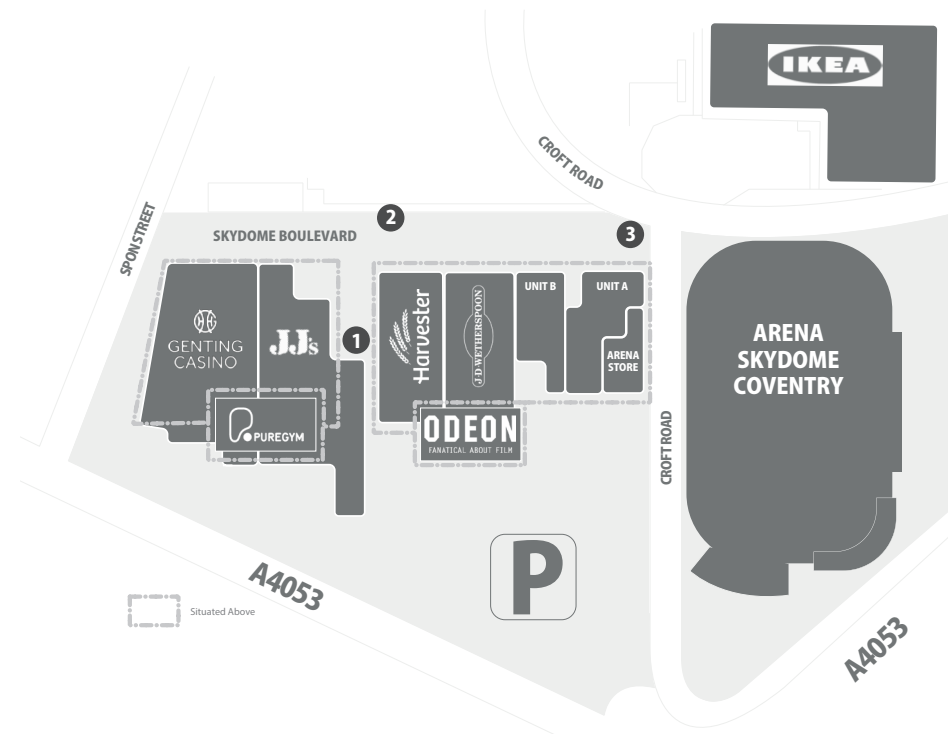 IKEA
CROFT ROAD
SPON STREET
SKYDOME BOULEVARD
2
3
GENTING
CASINO
JJ's
1
Harvester
J·D·WETHERSPOON
UNIT B
UNIT A
ARENA
STORE
ARENA
SKYDOME
COVENTRY
PUREGYM
ODEON
FANATICAL ABOUT FILM
CROFT ROAD
P
A4053
Situated Above
A4053